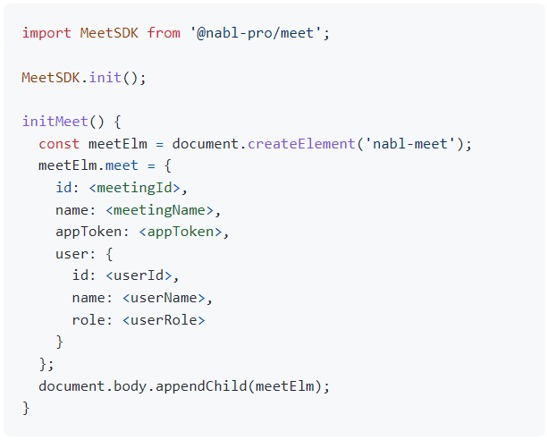 import MeetSDK from '@nabl-pro/meet';
MeetSDK.init();
initMeet() {
const meetElm = document.createElement('nabl-meet');
meetElm.meet = {
id: <meetingId>,
name: <meetingName>,
appToken: <appToken>,
user: {
id: <userId>,
name: <userName>,
role: <userRole>
}
};
document.body.appendChild(meetElm);
}